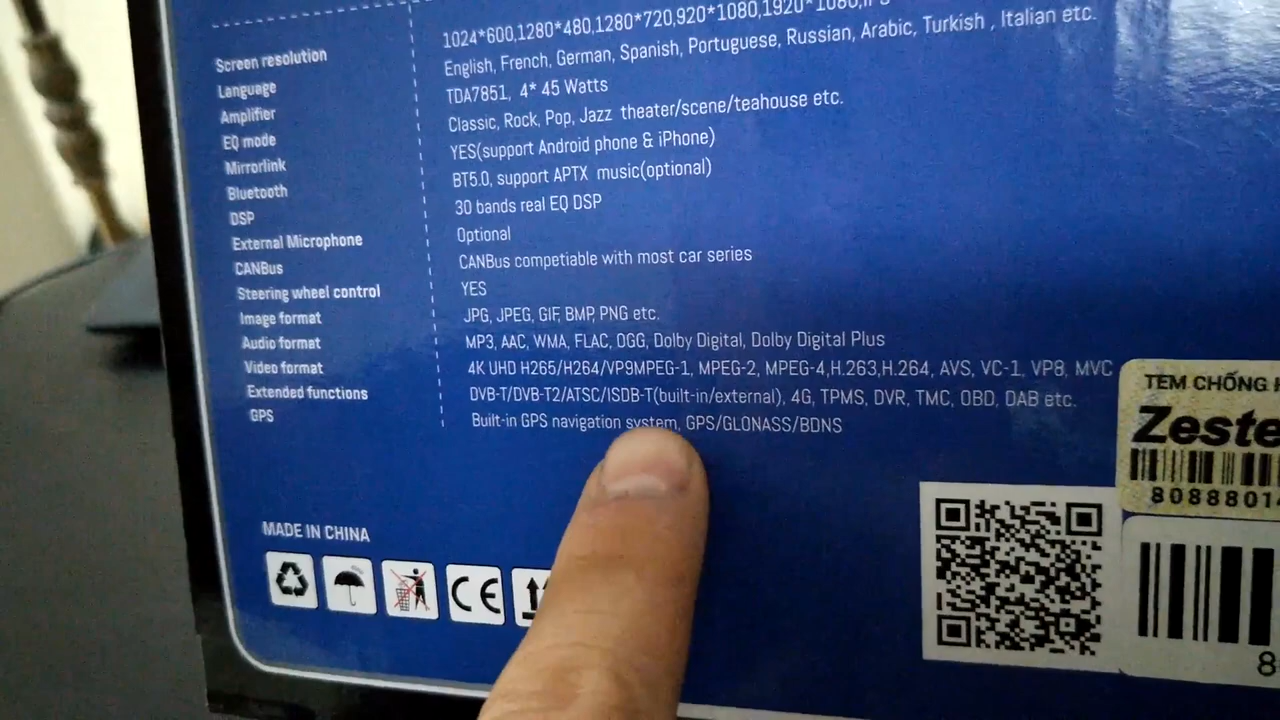 Screen resolution 1024*600,1280*480,1280*720,920*1080,1920*1080,IPS
Language English, French, German, Spanish, Portuguese, Russian, Arabic, Turkish , Italian etc.
Amplifier TDA7851, 4* 45 Watts
EQ mode Classic, Rock, Pop, Jazz theater/scene/teahouse etc.
Mirrorlink YES(support Android phone & iPhone)
Bluetooth BT5.0, support APTX music(optional)
DSP 30 bands real EQ DSP
External Microphone Optional
CANBus CANBus competiable with most car series
Steering wheel control YES
Image format JPG, JPEG, GIF, BMP, PNG etc.
Audio format MP3, AAC, WMA, FLAC, OGG, Dolby Digital, Dolby Digital Plus
Video format 4K UHD H265/H264/VP9MPEG-1, MPEG-2, MPEG-4,H.263,H.264, AVS, VC-1, VP8, MVC
Extended functions DVB-T/DVB-T2/ATSC/ISDB-T(built-in/external), 4G, TPMS, DVR, TMC, OBD, DAB etc.
GPS Built-in GPS navigation system, GPS/GLONASS/BDNS
TEM CHỐNG
Zeste
8088801
MADE IN CHINA
CE
8